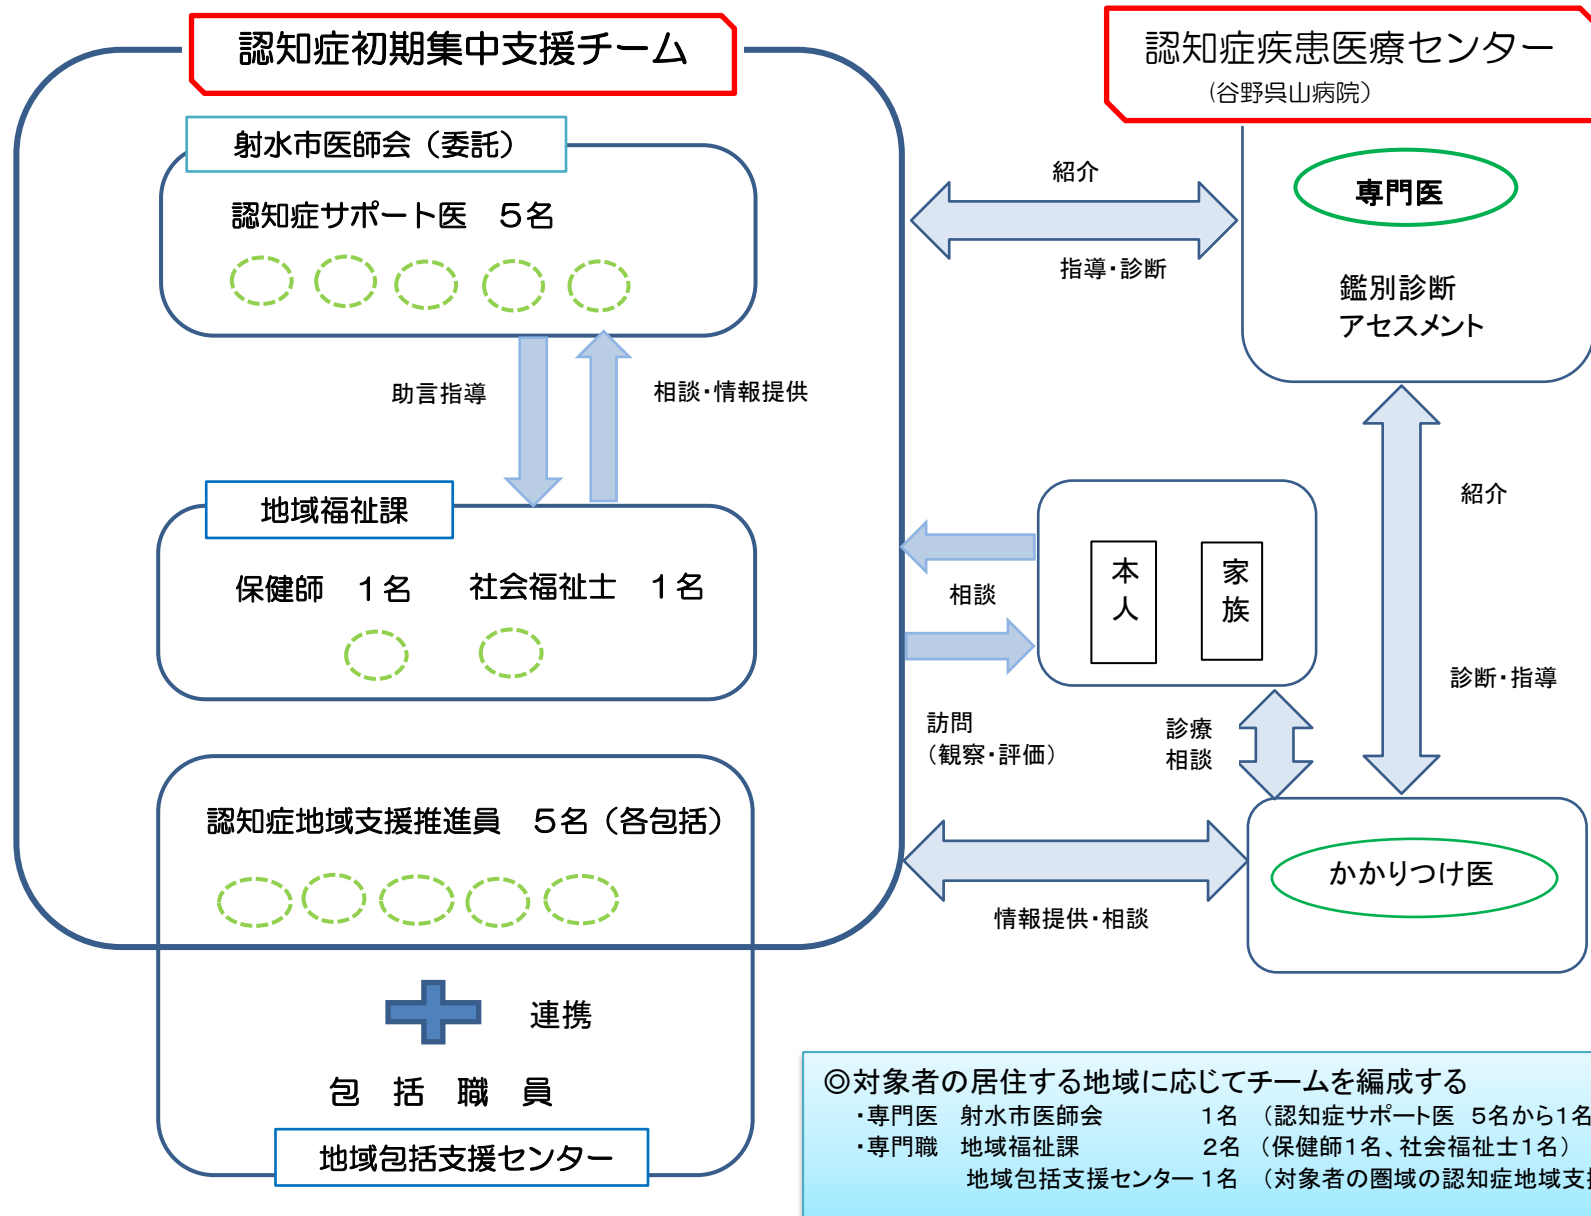 認知症初期集中支援チーム
認知症疾患医療センター
(谷野呉山病院)
射水市医師会（委託）
認知症サポート医　５名
紹介
指導・診断
専門医
鑑別診断
アセスメント
助言指導
相談・情報提供
地域福祉課
保健師　１名
社会福祉士　１名
相談
本人
家族
紹介
診断・指導
訪問
（観察・評価）
診療
相談
認知症地域支援推進員　５名（各包括）
かかりつけ医
情報提供・相談
連携
包　括　職　員
地域包括支援センター
◎対象者の居住する地域に応じてチームを編成する
・専門医　射水市医師会　１名　（認知症サポート医　５名から１名
・専門職　地域福祉課　２名　（保健師１名、社会福祉士１名）
地域包括支援センター １名　（対象者の圏域の認知症地域支